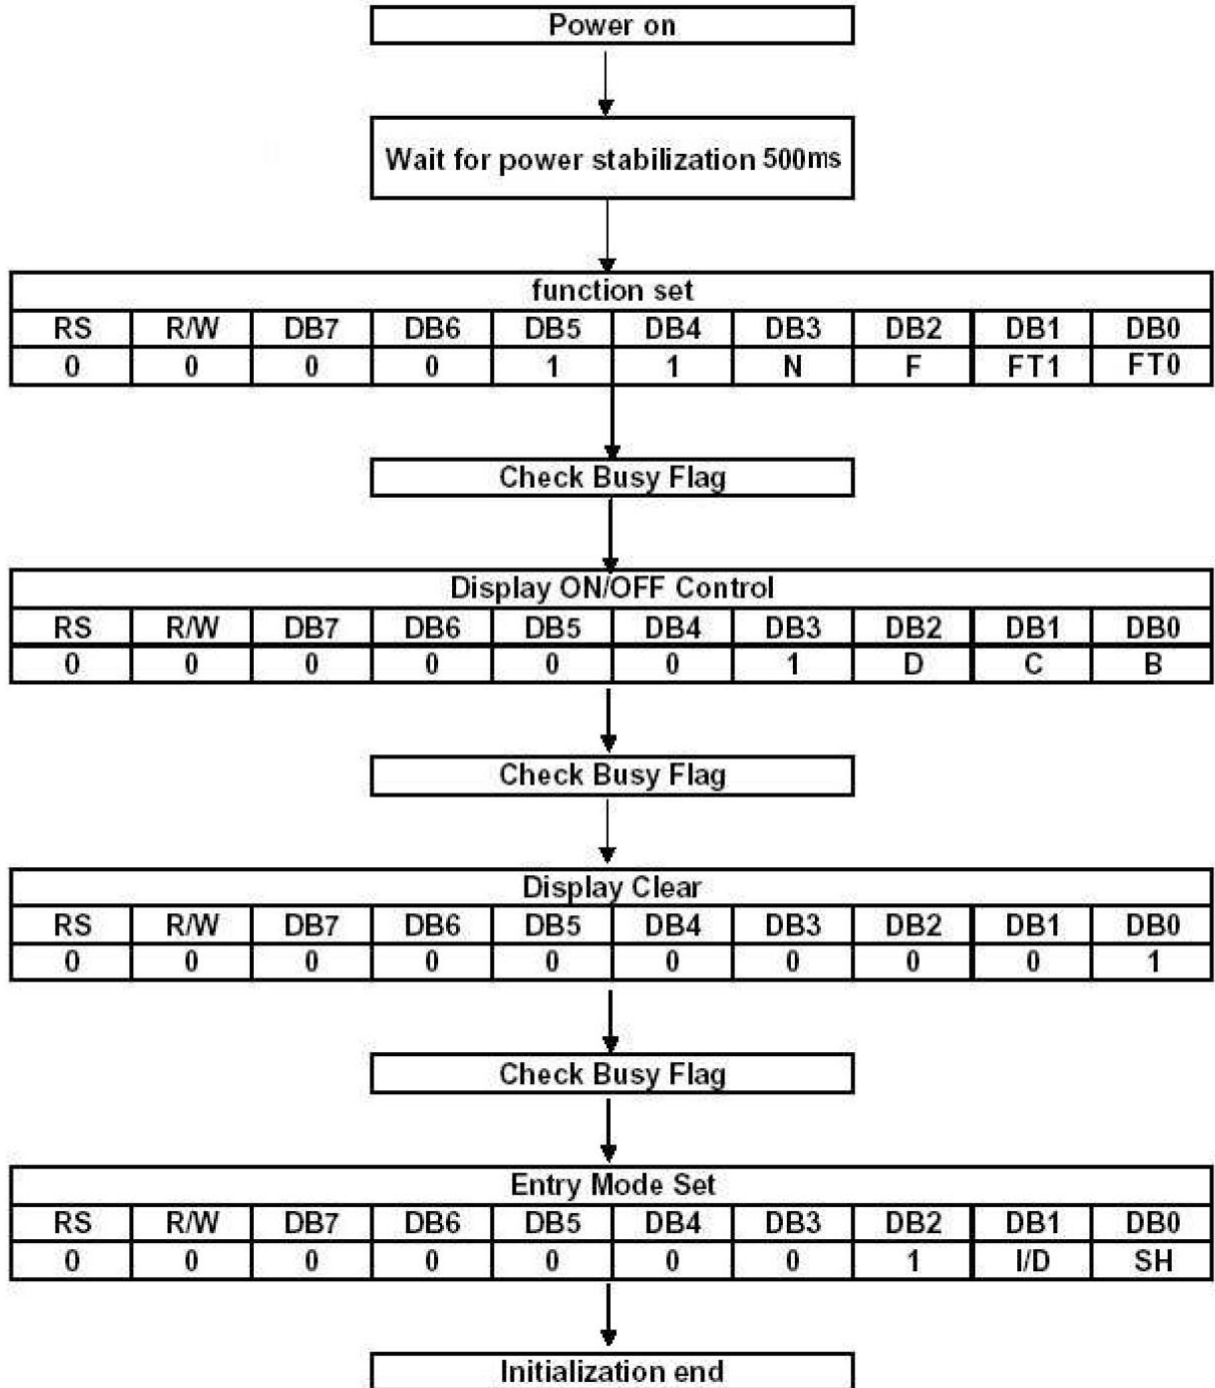 Power on
Wait for power stabilization 500ms
function set
RS R/W DB7 DB6 DB5 DB4 DB3 DB2 DB1 DB0
0 0 0 0 1 1 N F FT1 FT0
Check Busy Flag
Display ON/OFF Control
RS R/W DB7 DB6 DB5 DB4 DB3 DB2 DB1 DB0
0 0 0 0 0 0 1 D C B
Check Busy Flag
Display Clear
RS R/W DB7 DB6 DB5 DB4 DB3 DB2 DB1 DB0
0 0 0 0 0 0 0 0 0 1
Check Busy Flag
Entry Mode Set
RS R/W DB7 DB6 DB5 DB4 DB3 DB2 DB1 DB0
0 0 0 0 0 0 0 1 I/D SH
Initialization end